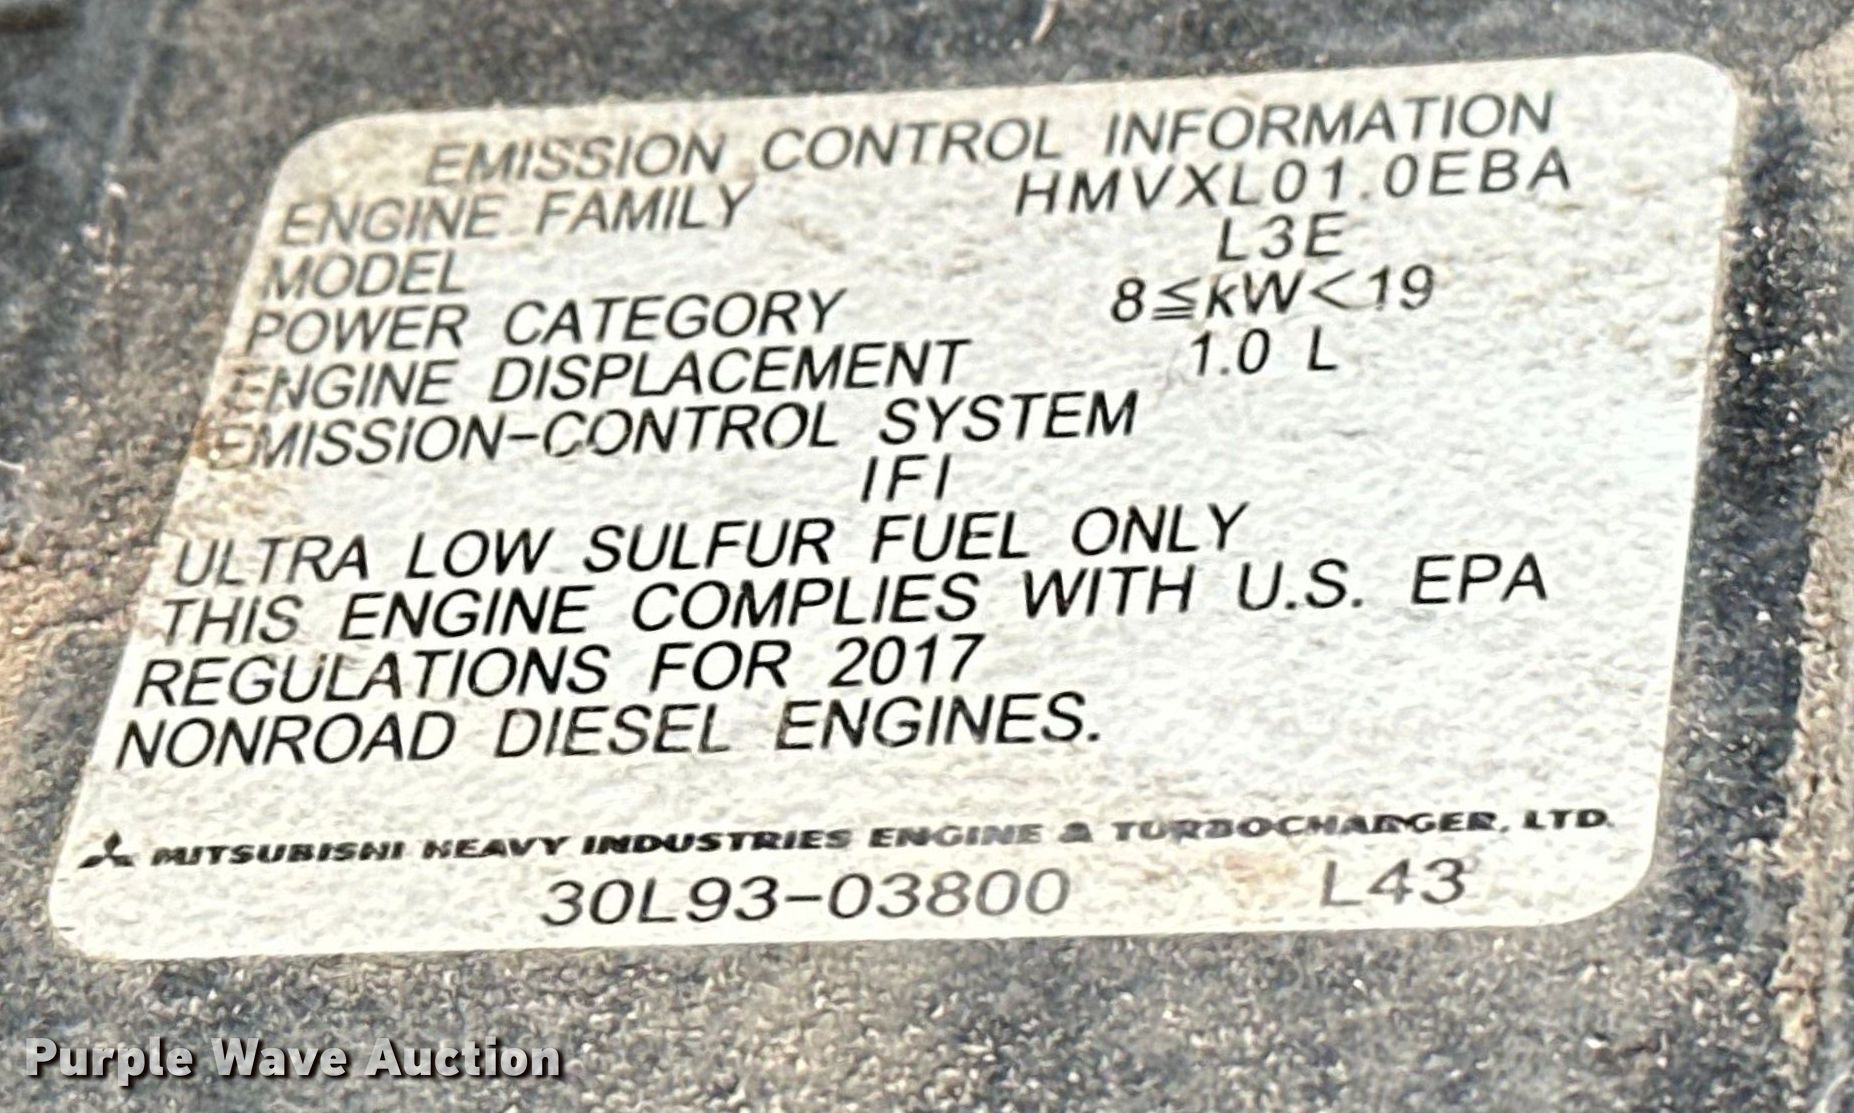 EMISSION CONTROL INFORMATION
ENGINE FAMILY HMVXL01.0EBA
MODEL L3E
POWER CATEGORY 8≦kW<19
ENGINE DISPLACEMENT 1.0 L
EMISSION-CONTROL SYSTEM
IFI
ULTRA LOW SULFUR FUEL ONLY
THIS ENGINE COMPLIES WITH U.S. EPA
REGULATIONS FOR 2017
NONROAD DIESEL ENGINES.
MITSUBISHI HEAVY INDUSTRIES ENGINE & TURBOCHARGER, LTD.
30L93-03800 L43
Purple Wave Auction